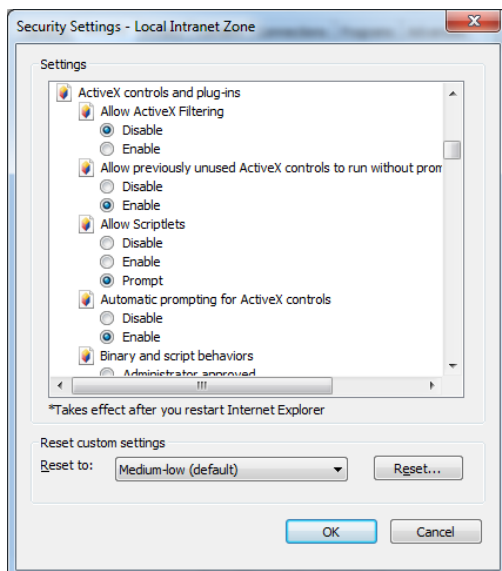 Security Settings - Local Intranet Zone
Settings
ActiveX controls and plug-ins
Allow ActiveX Filtering
Disable
Enable
Allow previously unused ActiveX controls to run without prom
Disable
Enable
Allow Scriptlets
Disable
Enable
Prompt
Automatic prompting for ActiveX controls
Disable
Enable
Binary and script behaviors
Administrator approved
*Takes effect after you restart Internet Explorer
Reset custom settings
Reset to:
Medium-low (default)
Reset...
OK
Cancel